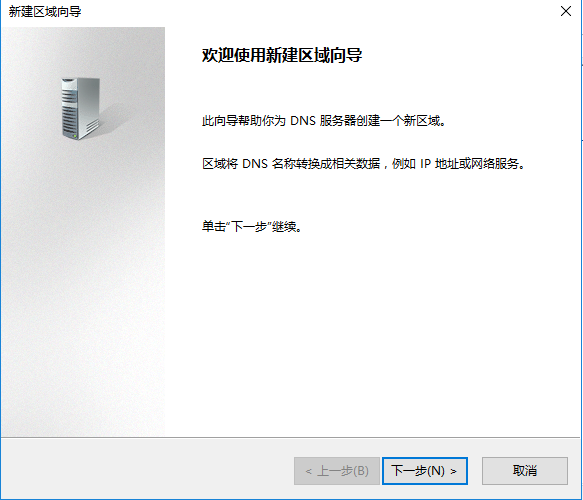 新建区域向导
欢迎使用新建区域向导
此向导帮助你为 DNS 服务器创建一个新区域。
区域将 DNS 名称转换成相关数据，例如 IP 地址或网络服务。
单击“下一步”继续。
< 上一步(B)
下一步(N) >
取消